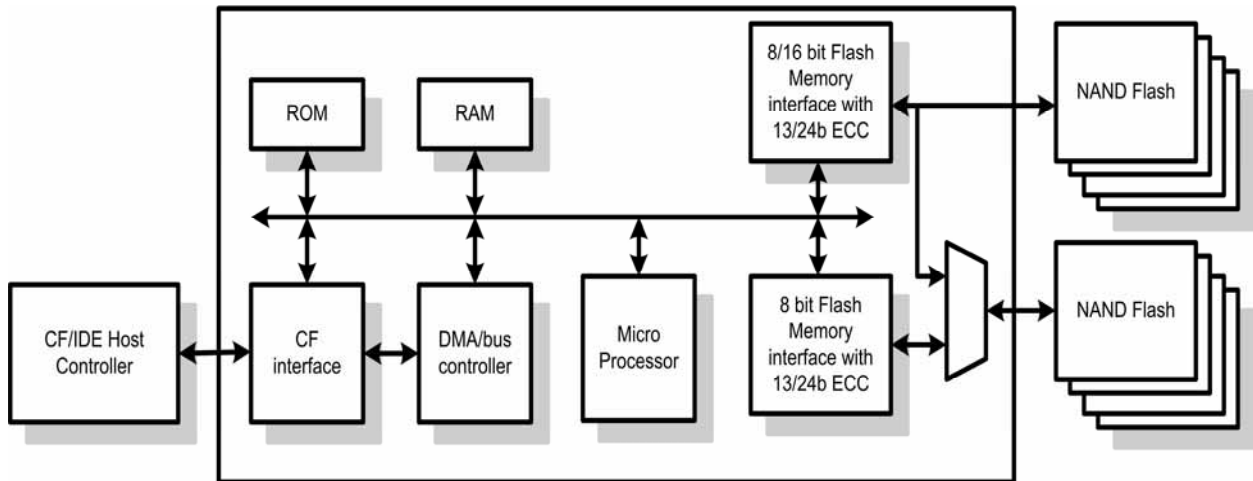 ROM
RAM
8/16 bit Flash
Memory
interface with
13/24b ECC
NAND Flash
CF/IDE Host
Controller
CF
interface
DMA/bus
controller
Micro
Processor
8 bit Flash
Memory
interface with
13/24b ECC
NAND Flash